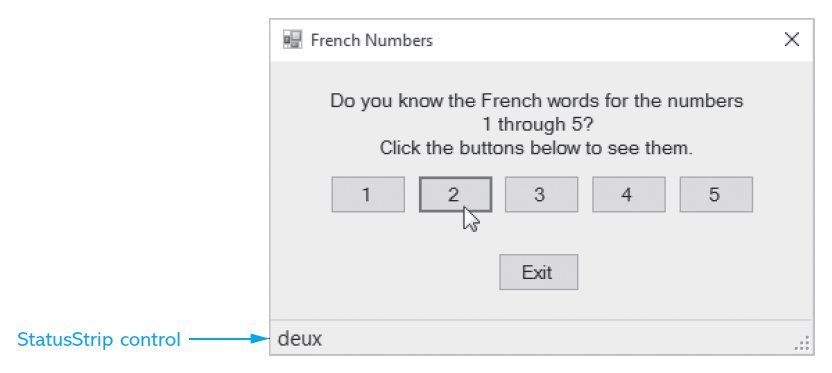 French Numbers
Do you know the French words for the numbers
1 through 5?
Click the buttons below to see them.
1 2 3 4 5
Exit
StatusStrip control
deux